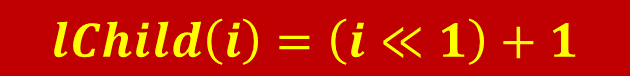 lChild(i) = (i ≪ 1) + 1